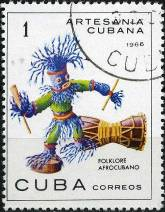 1
ARTESANIA
CUBANA
1966
FOLKLORE
AFROCUBANO
CUBA CORREOS